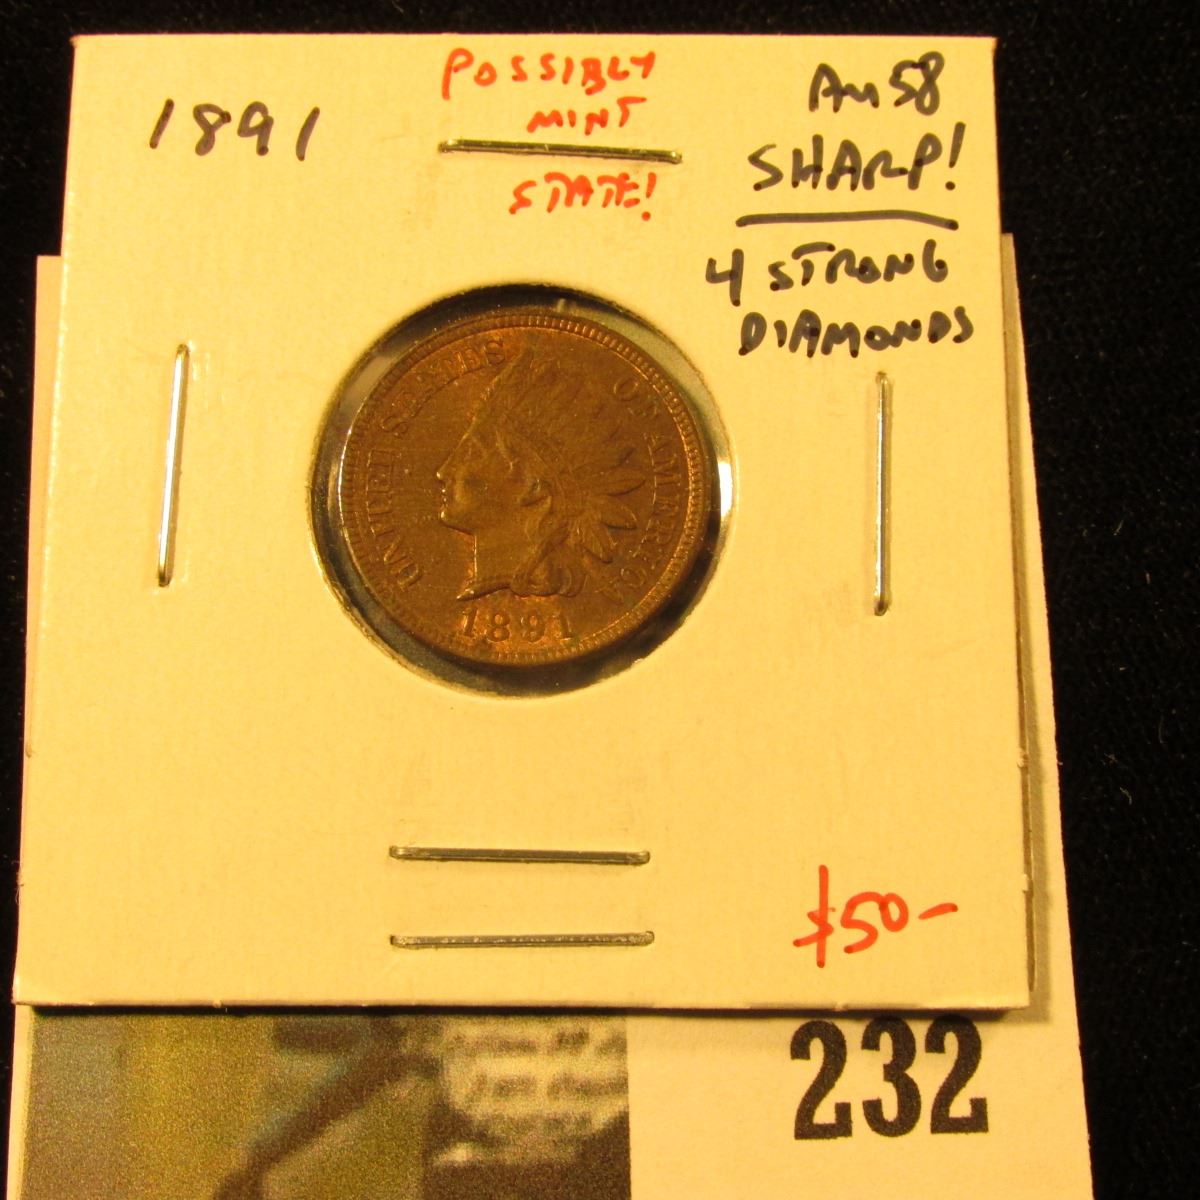 1891
POSSIBLY
MINT
STATE!
AU58
SHARP!
4 STRONG
DIAMONDS
UNITED STATES
OF AMERICA
1891
$50-
232